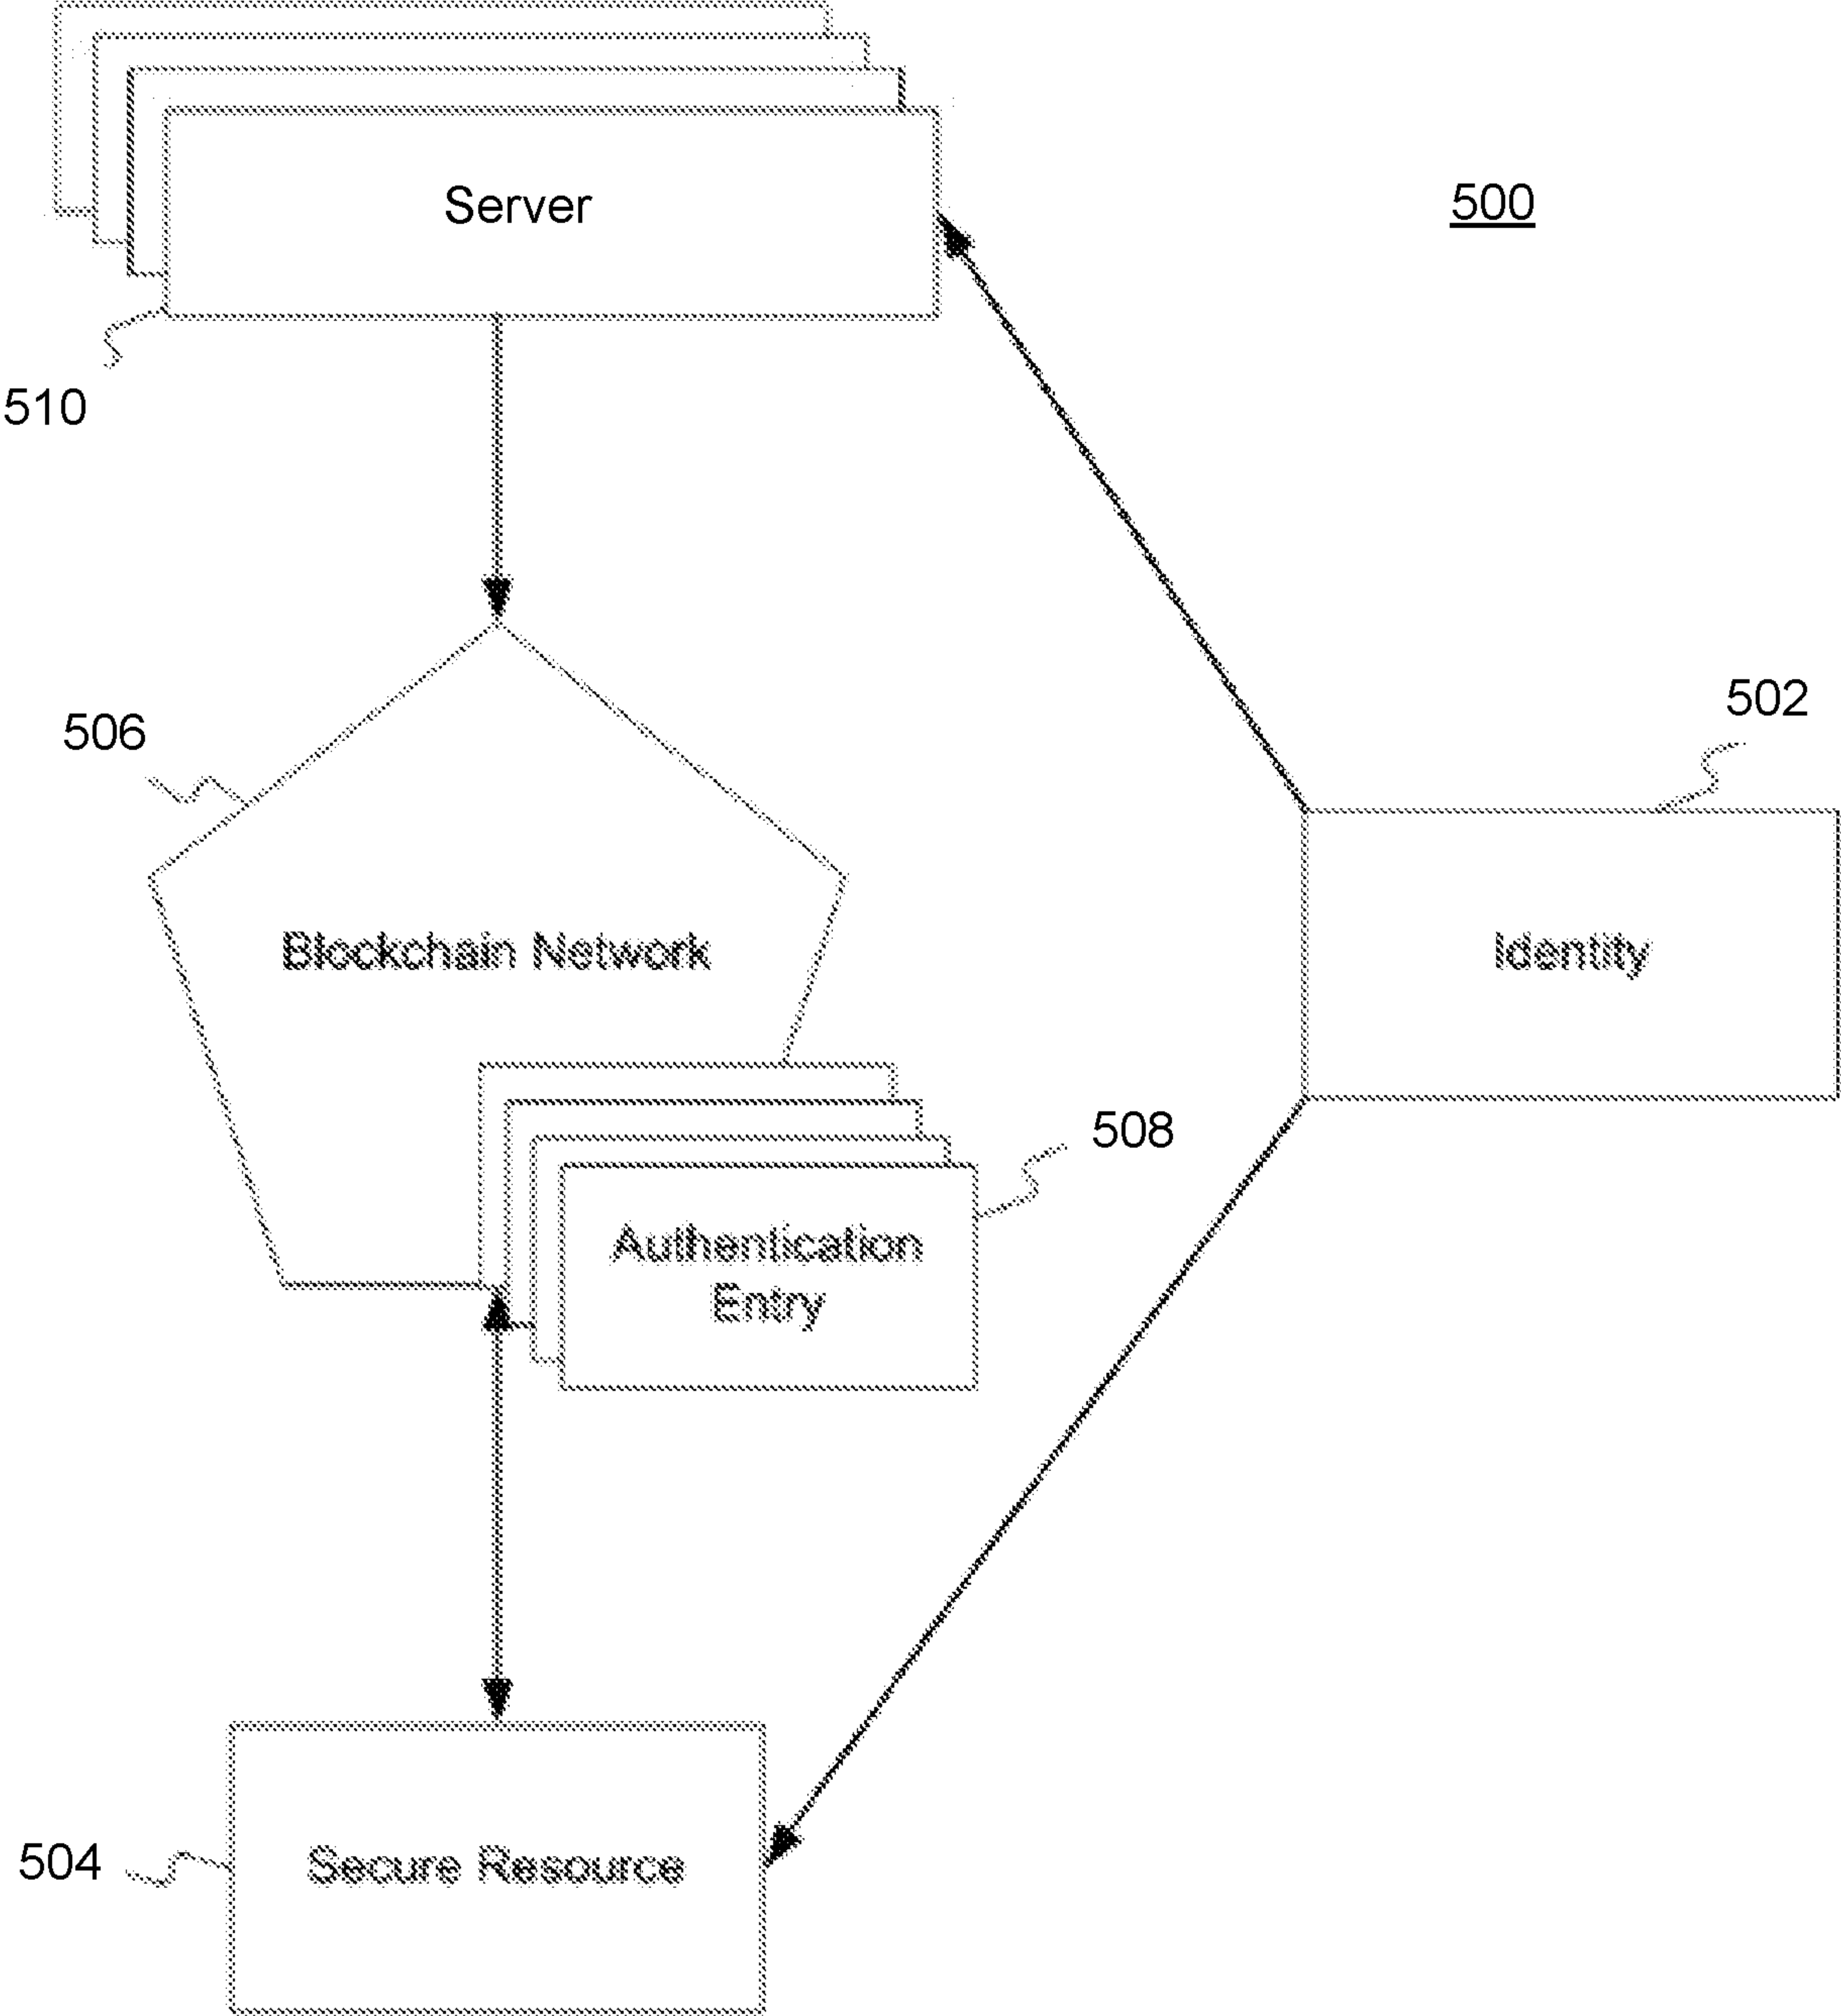 Server
500
510
502
506
Blockchain Network
Identity
508
Authentication
Entry
504
Secure Resource